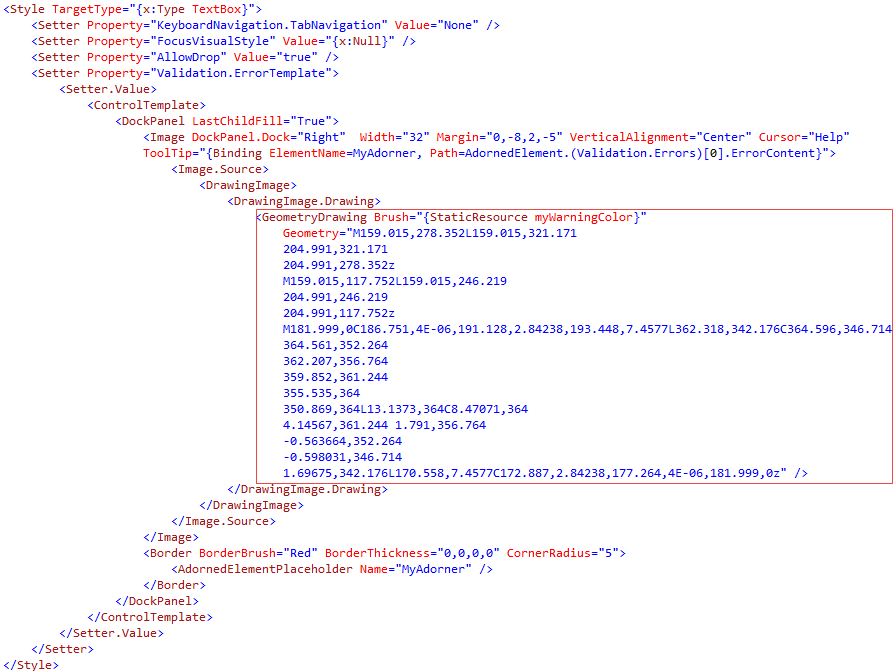 <Style TargetType="{x:Type TextBox}">
    <Setter Property="KeyboardNavigation.TabNavigation" Value="None" />
    <Setter Property="FocusVisualStyle" Value="{x:Null}" />
    <Setter Property="AllowDrop" Value="true" />
    <Setter Property="Validation.ErrorTemplate">
        <Setter.Value>
            <ControlTemplate>
                <DockPanel LastChildFill="True">
                    <Image DockPanel.Dock="Right"  Width="32" Margin="0,-8,2,-5" VerticalAlignment="Center" Cursor="Help"
                    ToolTip="{Binding ElementName=MyAdorner, Path=AdornedElement.(Validation.Errors)[0].ErrorContent}">
                        <Image.Source>
                            <DrawingImage>
                                <DrawingImage.Drawing>
                                    <GeometryDrawing Brush="{StaticResource myWarningColor}"
                                        Geometry="M159.015,278.352L159.015,321.171
                                        204.991,321.171
                                        204.991,278.352z
                                        M159.015,117.752L159.015,246.219
                                        204.991,246.219
                                        204.991,117.752z
                                        M181.999,0C186.751,4E-06,191.128,2.84238,193.448,7.4577L362.318,342.176C364.596,346.714
                                        364.561,352.264
                                        362.207,356.764
                                        359.852,361.244
                                        355.535,364
                                        350.869,364L13.1373,364C8.47071,364
                                        4.14567,361.244 1.791,356.764
                                        -0.563664,352.264
                                        -0.598031,346.714
                                        1.69675,342.176L170.558,7.4577C172.887,2.84238,177.264,4E-06,181.999,0z" />
                                </DrawingImage.Drawing>
                            </DrawingImage>
                        </Image.Source>
                    </Image>
                    <Border BorderBrush="Red" BorderThickness="0,0,0,0" CornerRadius="5">
                        <AdornedElementPlaceholder Name="MyAdorner" />
                    </Border>
                </DockPanel>
            </ControlTemplate>
        </Setter.Value>
    </Setter>
</Style>